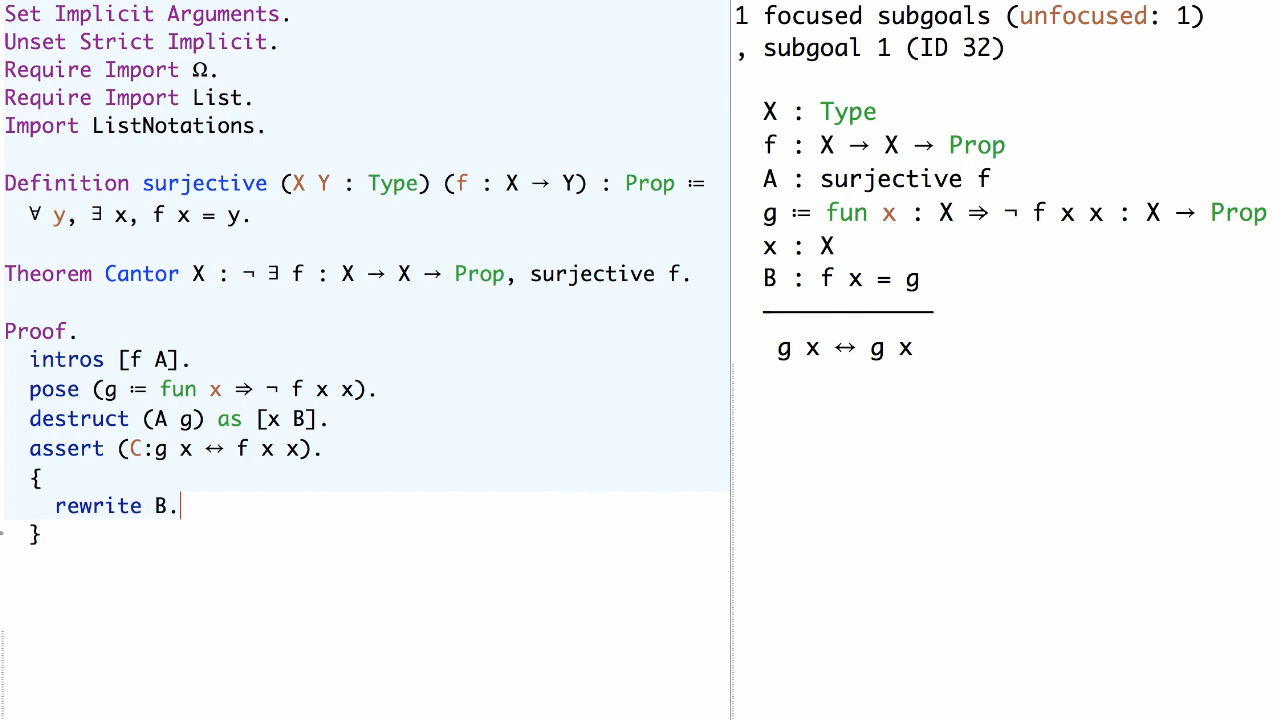 Set Implicit Arguments.
Unset Strict Implicit.
Require Import Ω.
Require Import List.
Import ListNotations.
Definition surjective (X Y : Type) (f : X → Y) : Prop ≔
∀ y, ∃ x, f x = y.
Theorem Cantor X : ¬ ∃ f : X → X → Prop, surjective f.
Proof.
intros [f A].
pose (g ≔ fun x ⇒ ¬ f x x).
destruct (A g) as [x B].
assert (C:g x ↔ f x x).
{
rewrite B.
}
1 focused subgoals (unfocused: 1)
, subgoal 1 (ID 32)
X : Type
f : X → X → Prop
A : surjective f
g ≔ fun x : X ⇒ ¬ f x x : X → Prop
x : X
B : f x = g
g x ↔ g x